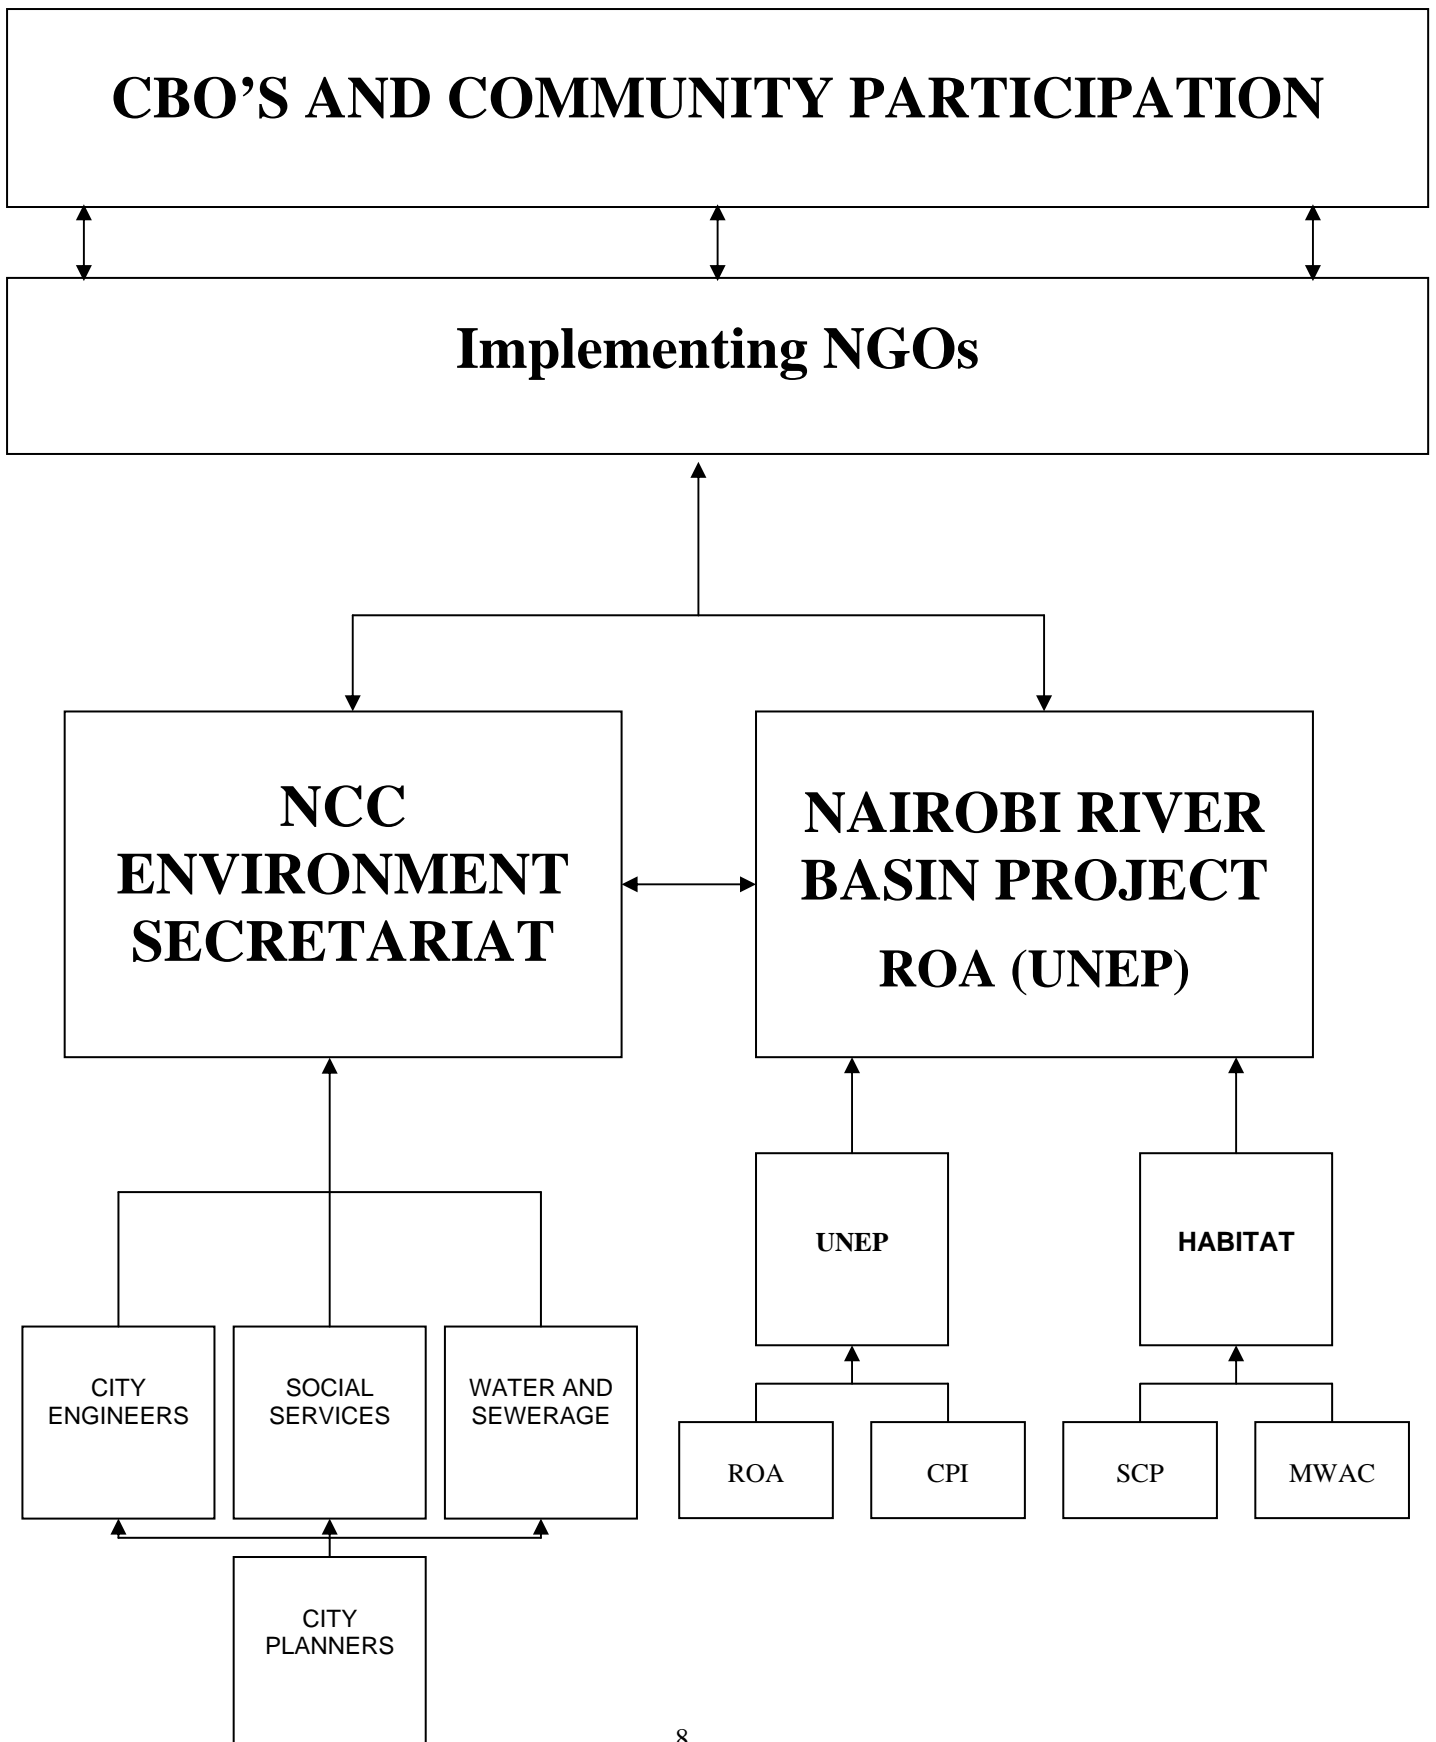 CBO’S AND COMMUNITY PARTICIPATION
Implementing NGOs
NCC
ENVIRONMENT
SECRETARIAT
NAIROBI RIVER
BASIN PROJECT
ROA (UNEP)
UNEP
HABITAT
CITY
ENGINEERS
SOCIAL
SERVICES
WATER AND
SEWERAGE
ROA
CPI
SCP
MWAC
CITY
PLANNERS
8